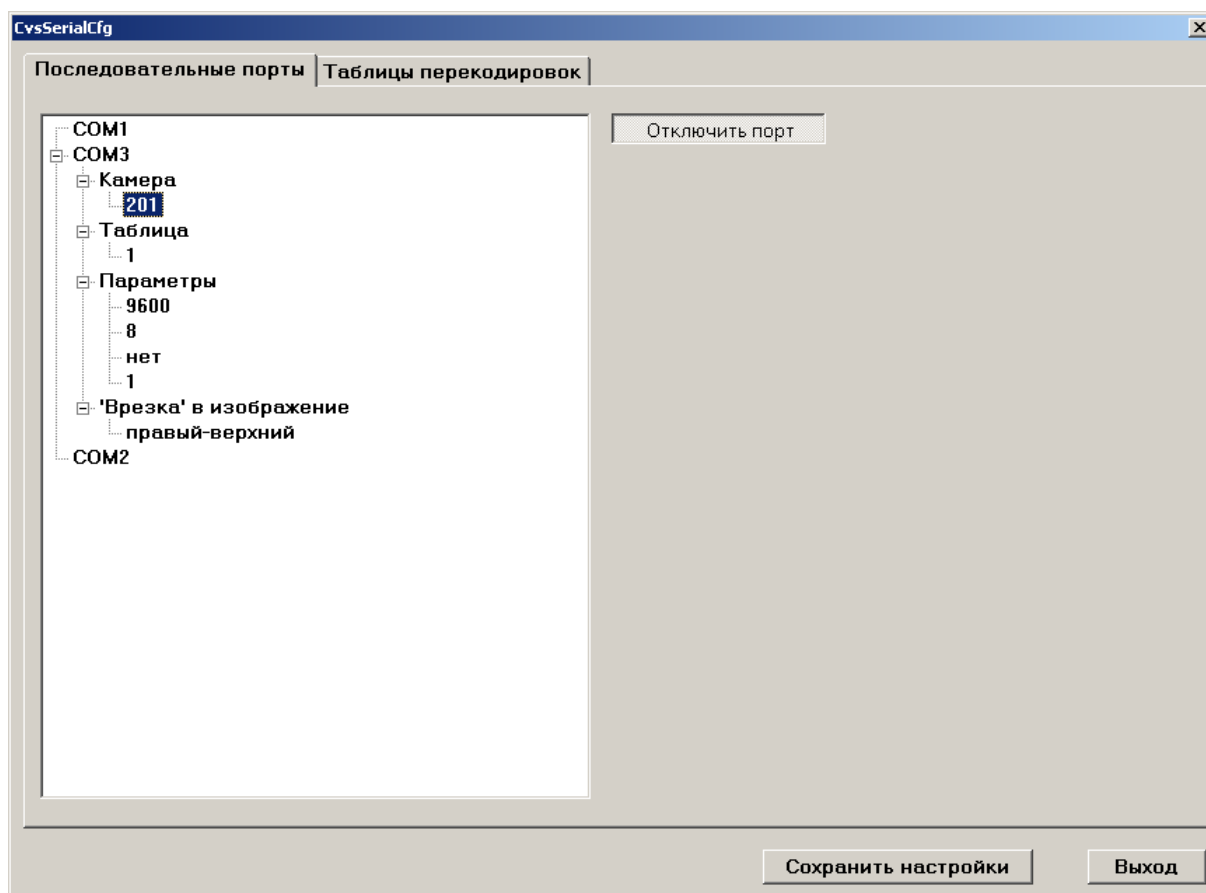 CvsSerialCfg
Последовательные порты Таблицы перекодировок
COM1
Отключить порт
COM3
Камера
201
Таблица
1
Параметры
9600
8
нет
1
'Врезка' в изображение
правый-верхний
COM2
Сохранить настройки Выход